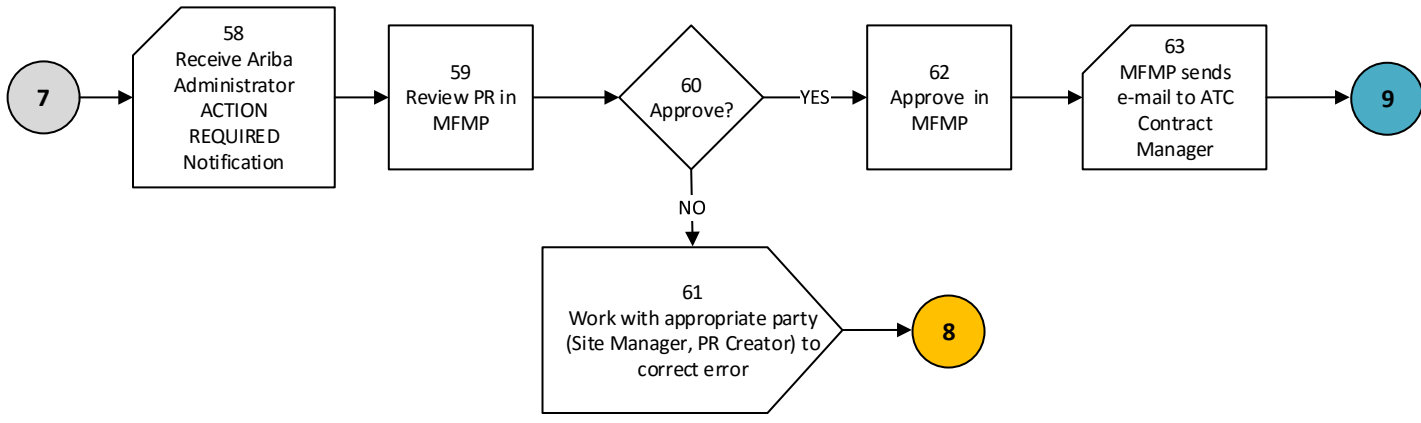 7
58
Receive Ariba
Administrator
ACTION
REQUIRED
Notification
59
Review PR in
MFMP
60
Approve?
YES
62
Approve in
MFMP
63
MFMP sends
e-mail to ATC
Contract
Manager
9
NO
61
Work with appropriate party
(Site Manager, PR Creator) to
correct error
8